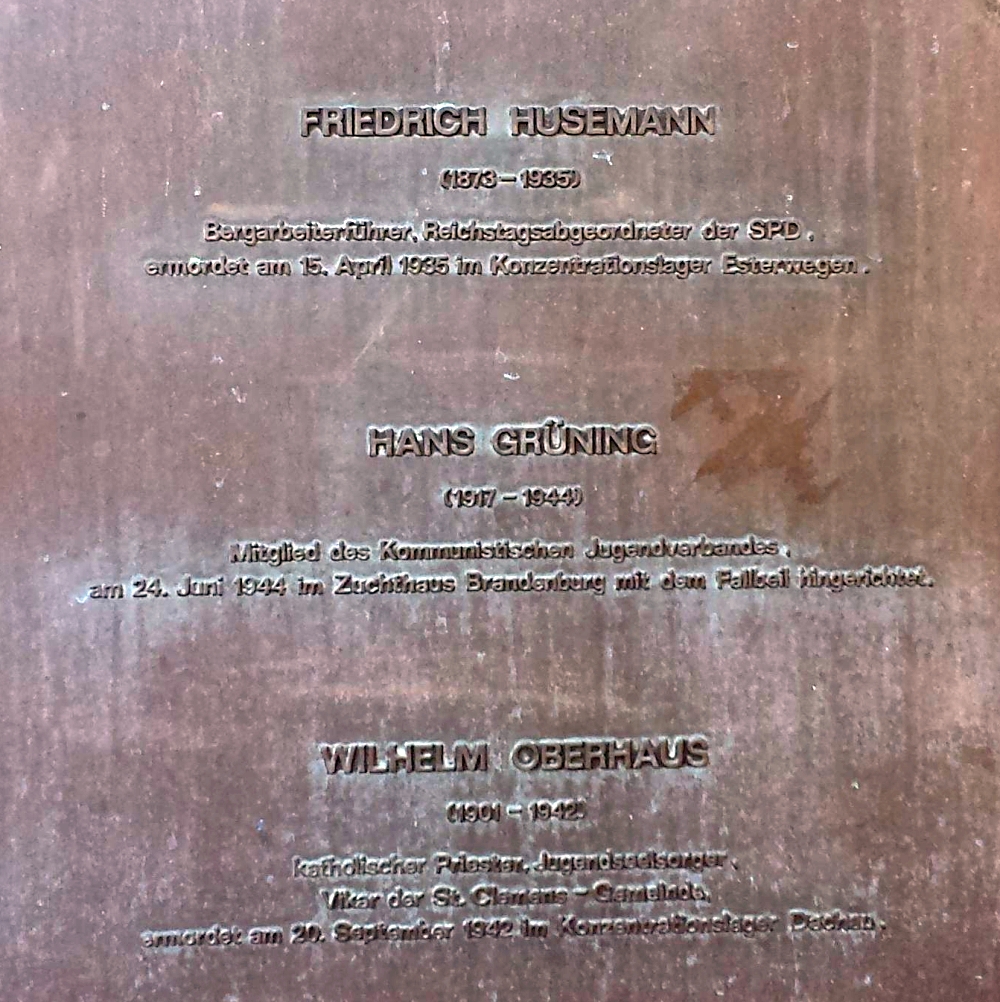 FRIEDRICH HUSEMANN
(1873 – 1935)
Bergarbeiterführer, Reichstagsabgeordneter der SPD,
ermordet am 15. April 1935 im Konzentrationslager Esterwegen.
HANS GRÜNING
(1917 – 1944)
Mitglied des Kommunistischen Jugendverbandes,
am 24. Juni 1944 im Zuchthaus Brandenburg mit dem Fallbeil hingerichtet.
WILHELM OBERHAUS
(1901 – 1942)
katholischer Priester, Jugendseelsorger,
Vikar der St. Clemens – Gemeinde,
ermordet am 20. September 1942 im Konzentrationslager Dachau.